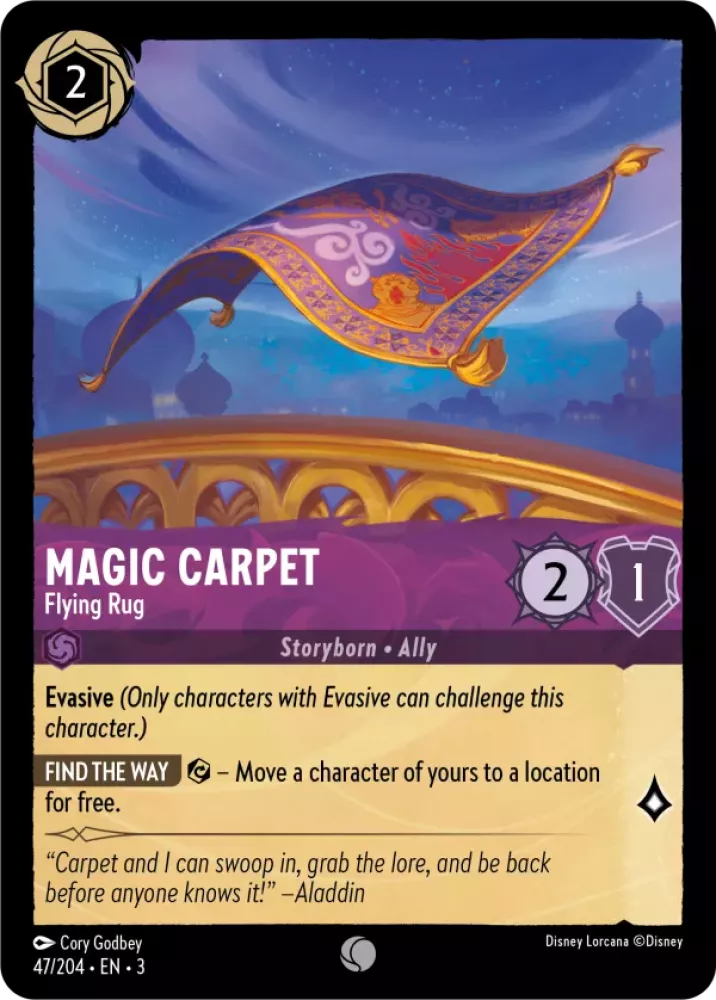 2
MAGIC CARPET
Flying Rug
2
1
Storyborn • Ally
Evasive (Only characters with Evasive can challenge this
character.)
FIND THE WAY – Move a character of yours to a location
for free.
“Carpet and I can swoop in, grab the lore, and be back
before anyone knows it!” –Aladdin
Cory Godbey
Disney Lorcana ©Disney
47/204 • EN • 3